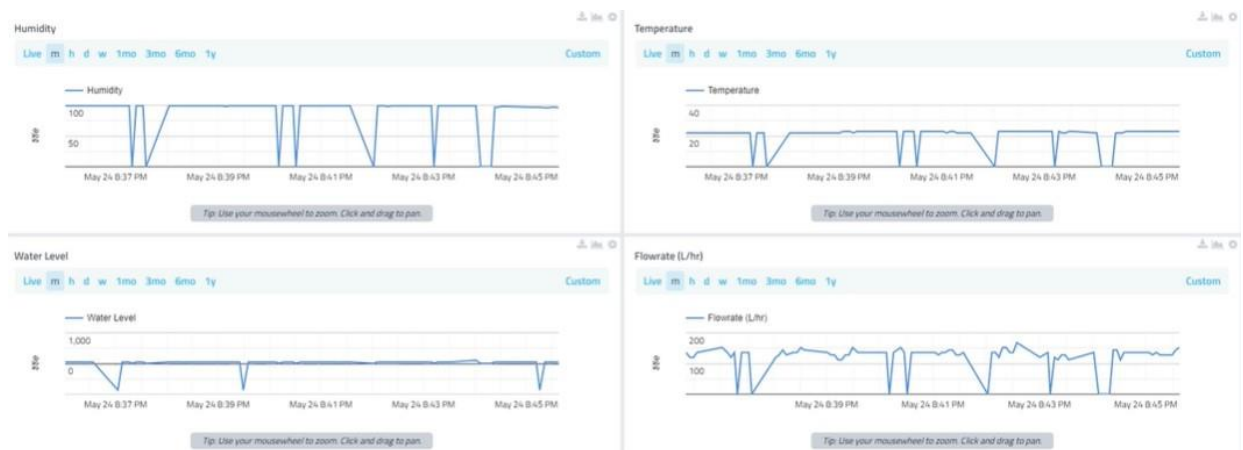 Humidity
Live m h d w 1mo 3mo 6mo 1y Custom
Humidity
100
50
Title
May 24 8:37 PM May 24 8:39 PM May 24 8:41 PM May 24 8:43 PM May 24 8:45 PM
Tip: Use your mousewheel to zoom. Click and drag to pan.
Temperature
Live m h d w 1mo 3mo 6mo 1y Custom
Temperature
40
20
Title
May 24 8:37 PM May 24 8:39 PM May 24 8:41 PM May 24 8:43 PM May 24 8:45 PM
Tip: Use your mousewheel to zoom. Click and drag to pan.
Water Level
Live m h d w 1mo 3mo 6mo 1y Custom
Water Level
1,000
0
Title
May 24 8:37 PM May 24 8:39 PM May 24 8:41 PM May 24 8:43 PM May 24 8:45 PM
Tip: Use your mousewheel to zoom. Click and drag to pan.
Flowrate (L/hr)
Live m h d w 1mo 3mo 6mo 1y Custom
Flowrate (L/hr)
200
100
Title
May 24 8:39 PM May 24 8:41 PM May 24 8:43 PM May 24 8:45 PM
Tip: Use your mousewheel to zoom. Click and drag to pan.